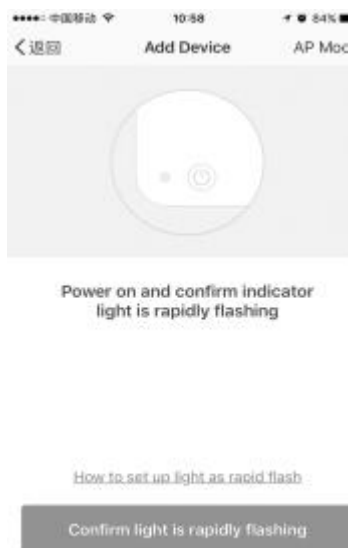 中国移动 10:58 84%
返回 Add Device AP Mod
Power on and confirm indicator
light is rapidly flashing
How to set up light as rapid flash
Confirm light is rapidly flashing